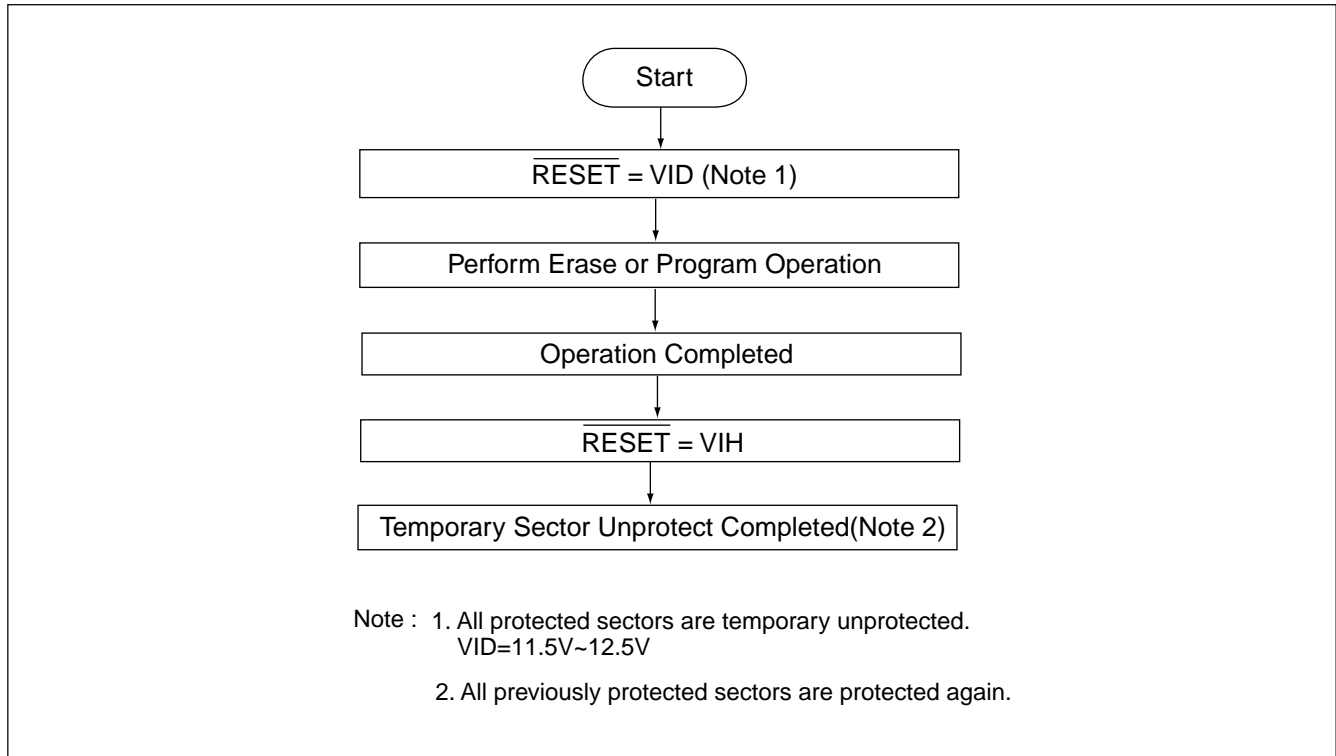 Start
RESET = VID (Note 1)
Perform Erase or Program Operation
Operation Completed
RESET = VIH
Temporary Sector Unprotect Completed(Note 2)
Note : 1. All protected sectors are temporary unprotected.
VID=11.5V~12.5V
2. All previously protected sectors are protected again.